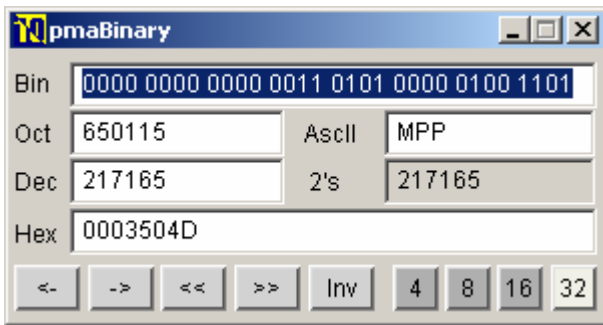 pmaBinary
Bin 0000 0000 0000 0011 0101 0000 0100 1101
Oct 650115 AscII MPP
Dec 217165 2's 217165
Hex 0003504D
<- -> << >> Inv 4 8 16 32